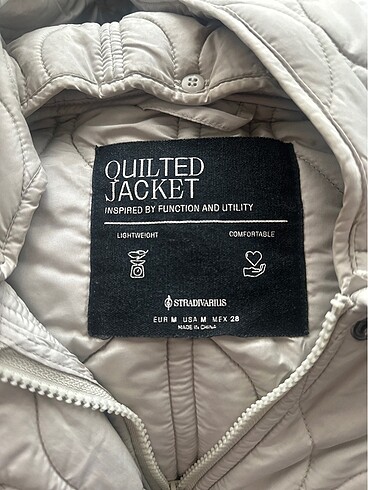 QUILTED
JACKET
INSPIRED BY FUNCTION AND UTILITY
LIGHTWEIGHT COMFORTABLE
STRADIVARIUS
EUR M USA M MEX 28
MADE IN CHINA